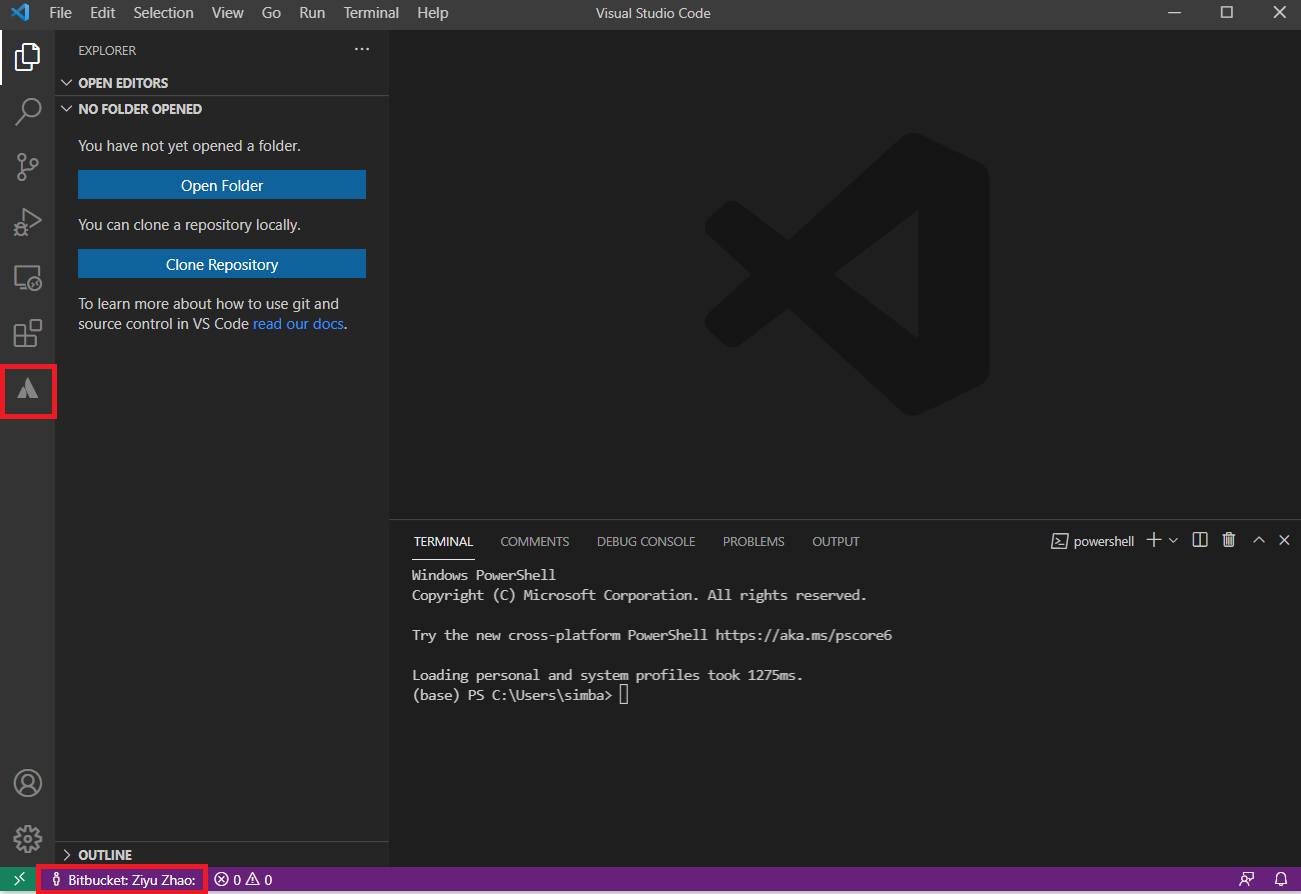 File Edit Selection View Go Run Terminal Help Visual Studio Code
EXPLORER
OPEN EDITORS
NO FOLDER OPENED
You have not yet opened a folder.
Open Folder
You can clone a repository locally.
Clone Repository
To learn more about how to use git and
source control in VS Code read our docs.
OUTLINE
TERMINAL COMMENTS DEBUG CONSOLE PROBLEMS OUTPUT powershell
Windows PowerShell
Copyright (C) Microsoft Corporation. All rights reserved.
Try the new cross-platform PowerShell https://aka.ms/pscore6
Loading personal and system profiles took 1275ms.
(base) PS C:\Users\simba>
Bitbucket: Ziyu Zhao: 0 0